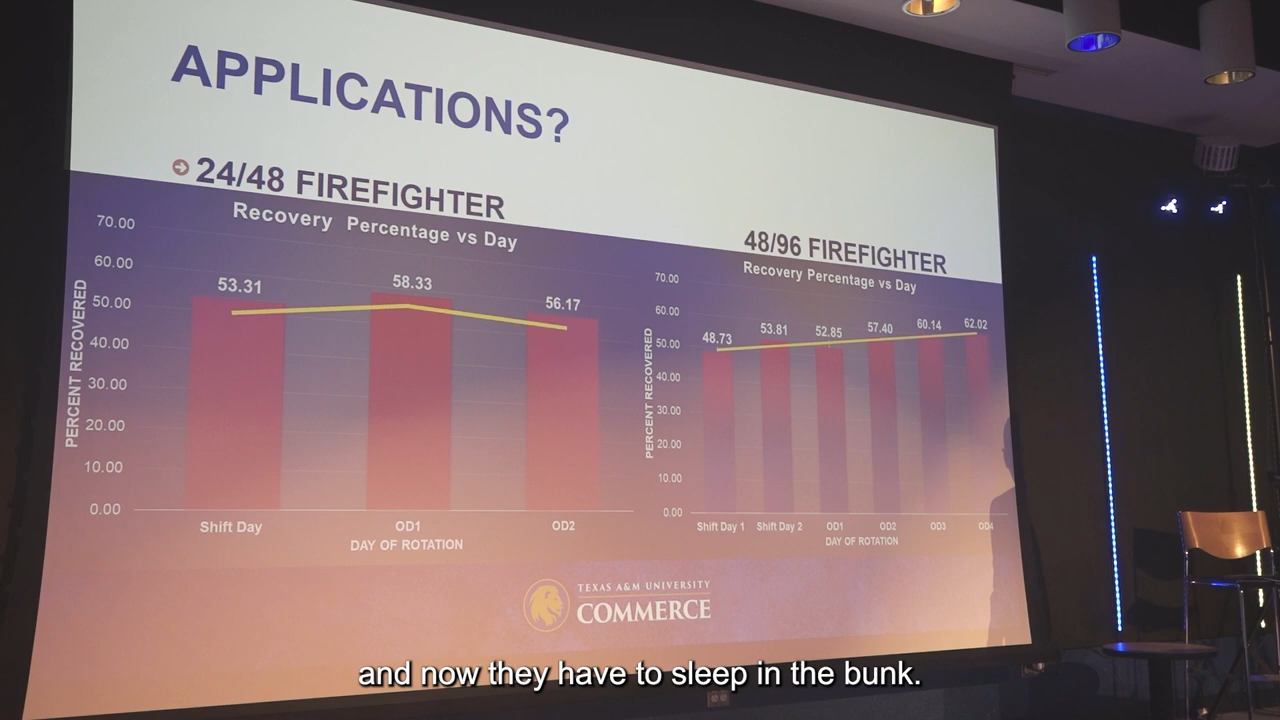 APPLICATIONS?
24/48 FIREFIGHTER
Recovery Percentage vs Day
70.00
60.00
50.00
40.00
30.00
20.00
10.00
0.00
PERCENT RECOVERED
53.31
58.33
56.17
Shift Day
OD1
OD2
DAY OF ROTATION
48/96 FIREFIGHTER
Recovery Percentage vs Day
70.00
60.00
50.00
40.00
30.00
20.00
10.00
0.00
PERCENT RECOVERED
48.73
53.81
52.85
57.40
60.14
62.02
Shift Day 1
Shift Day 2
OD1
OD2
OD3
OD4
DAY OF ROTATION
TEXAS A&M UNIVERSITY
COMMERCE
and now they have to sleep in the bunk.